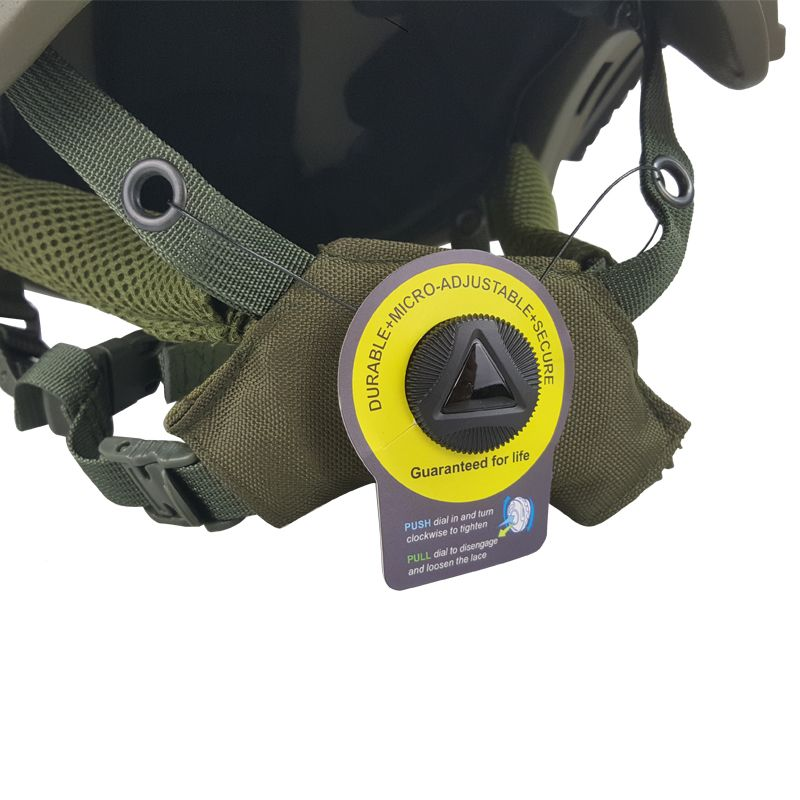 DURABLE+MICRO-ADJUSTABLE+SECURE
Guaranteed for life
PUSH dial in and turn
clockwise to tighten
PULL dial to disengage
and loosen the lace